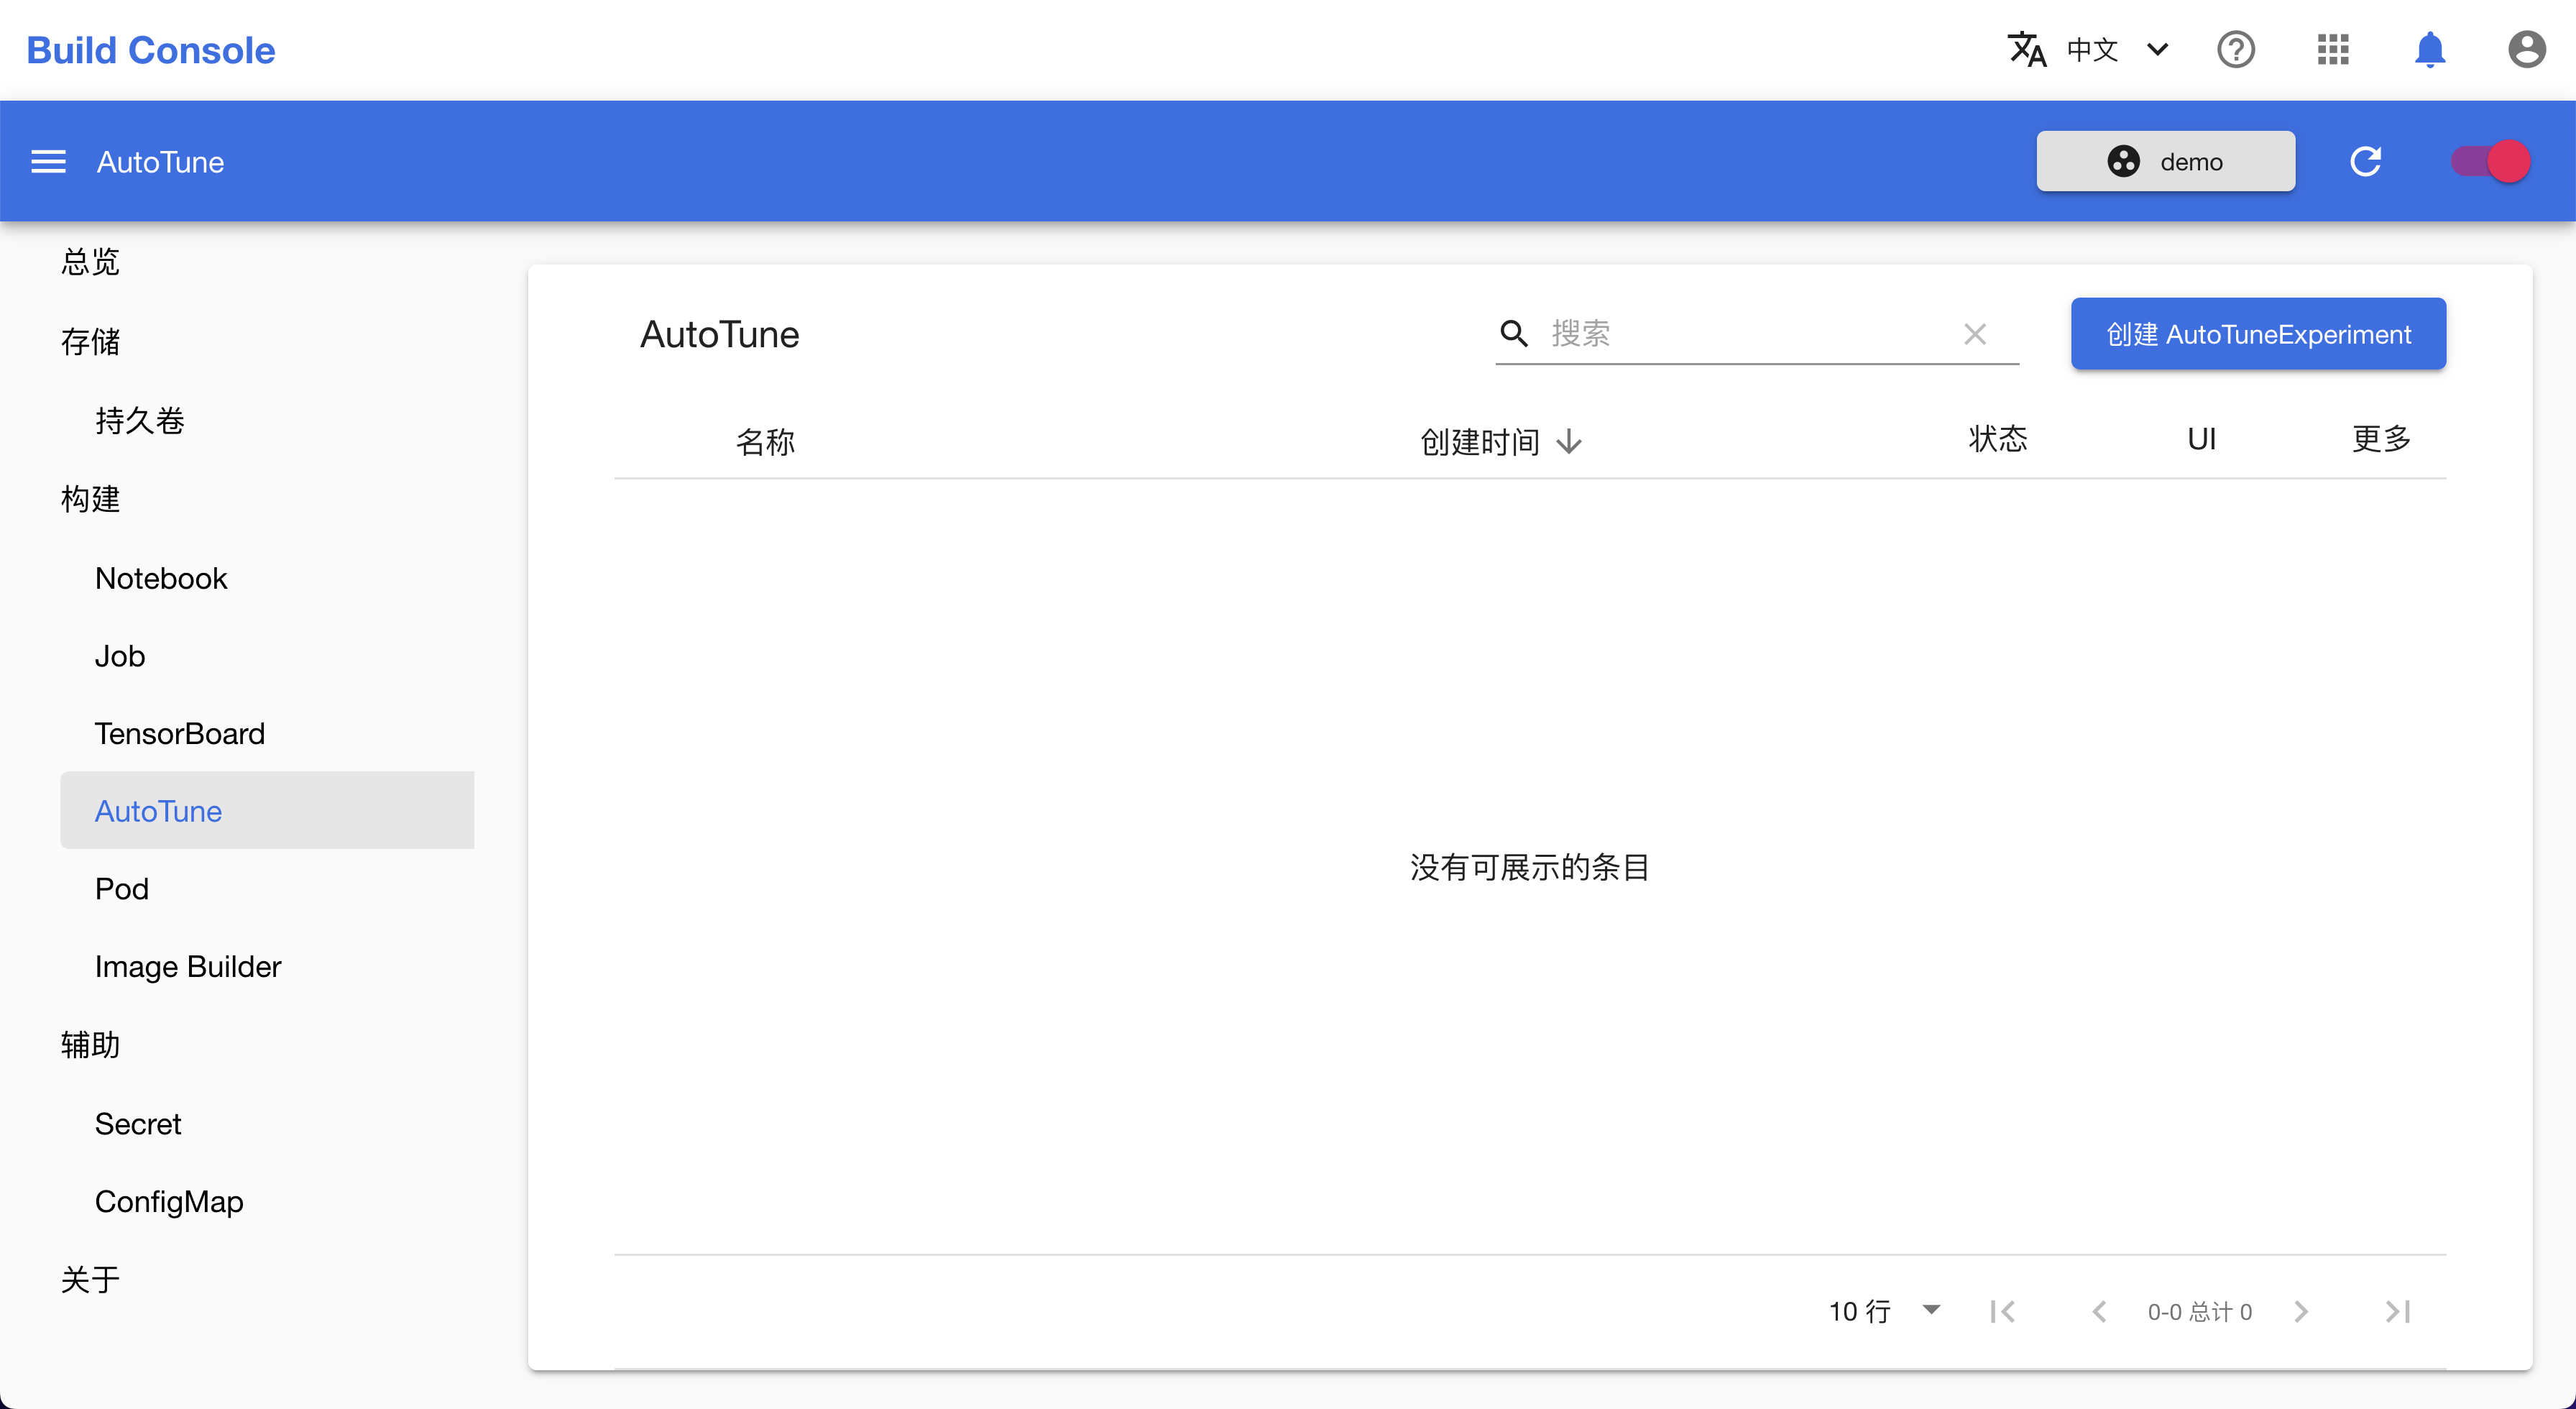 Build Console
中文
AutoTune
demo
总览
存储
持久卷
构建
Notebook
Job
TensorBoard
AutoTune
Pod
Image Builder
辅助
Secret
ConfigMap
关于
AutoTune
搜索
创建 AutoTuneExperiment
名称
创建时间
状态
UI
更多
没有可展示的条目
10 行
0-0 总计 0